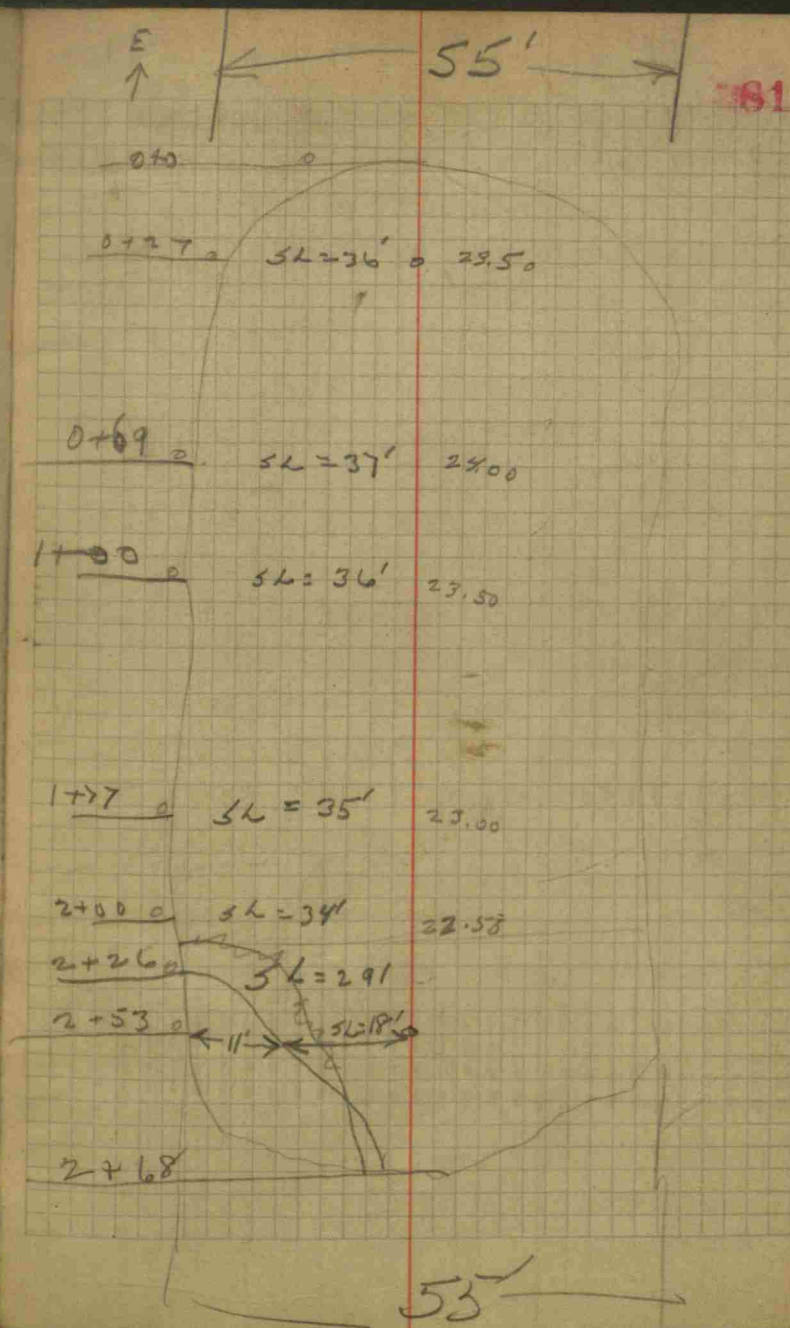 E
55'
81
0+0
0+27 SL=36' 23.50
0+69 SL=37' 24.00
1+00 SL=36' 23.50
1+77 SL=35' 23.00
2+00 SL=34' 22.58
2+26 SL=29'
2+53 11' SL=18'
2+68
55'